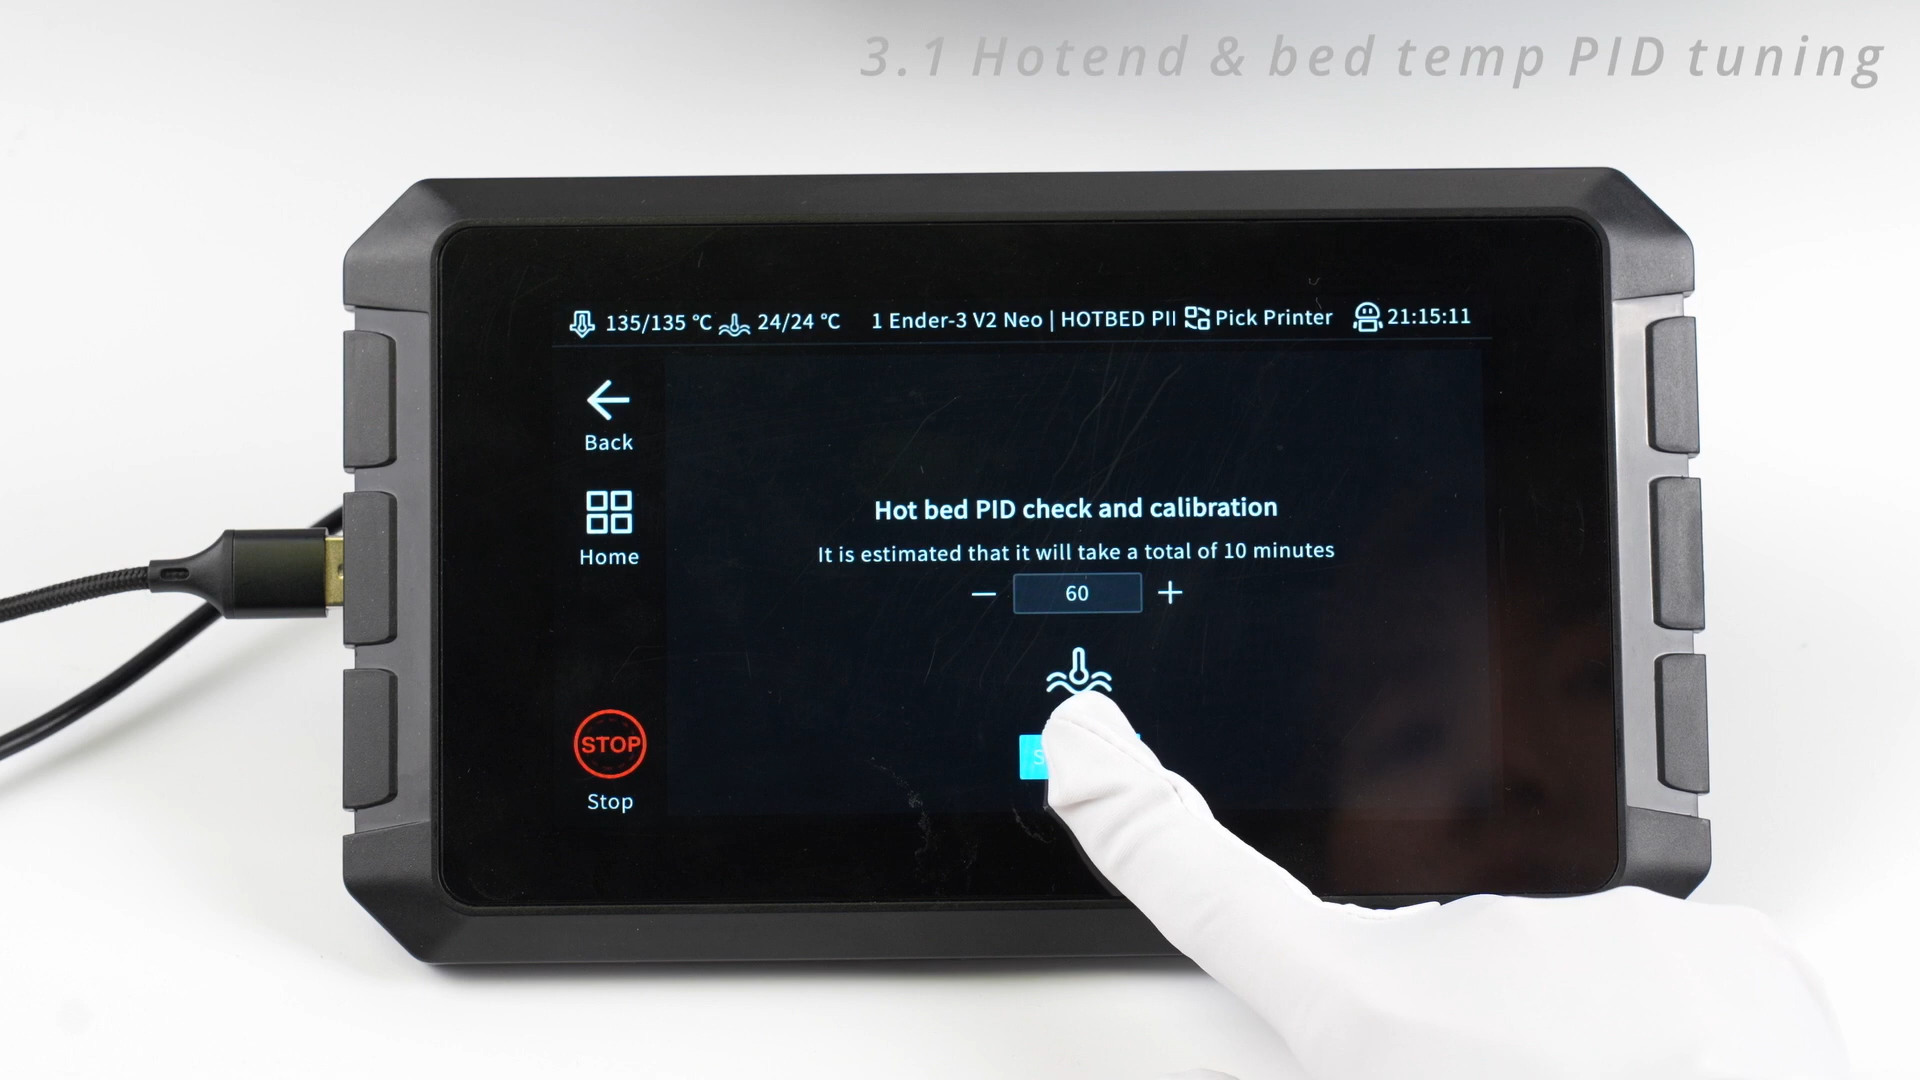 3.1 Hotend & bed temp PID tuning
135/135 ℃ 24/24 ℃ 1 Ender-3 V2 Neo | HOTBED PII Pick Printer 21:15:11
Back
Home
Hot bed PID check and calibration
It is estimated that it will take a total of 10 minutes
— 60 +
STOP
Stop